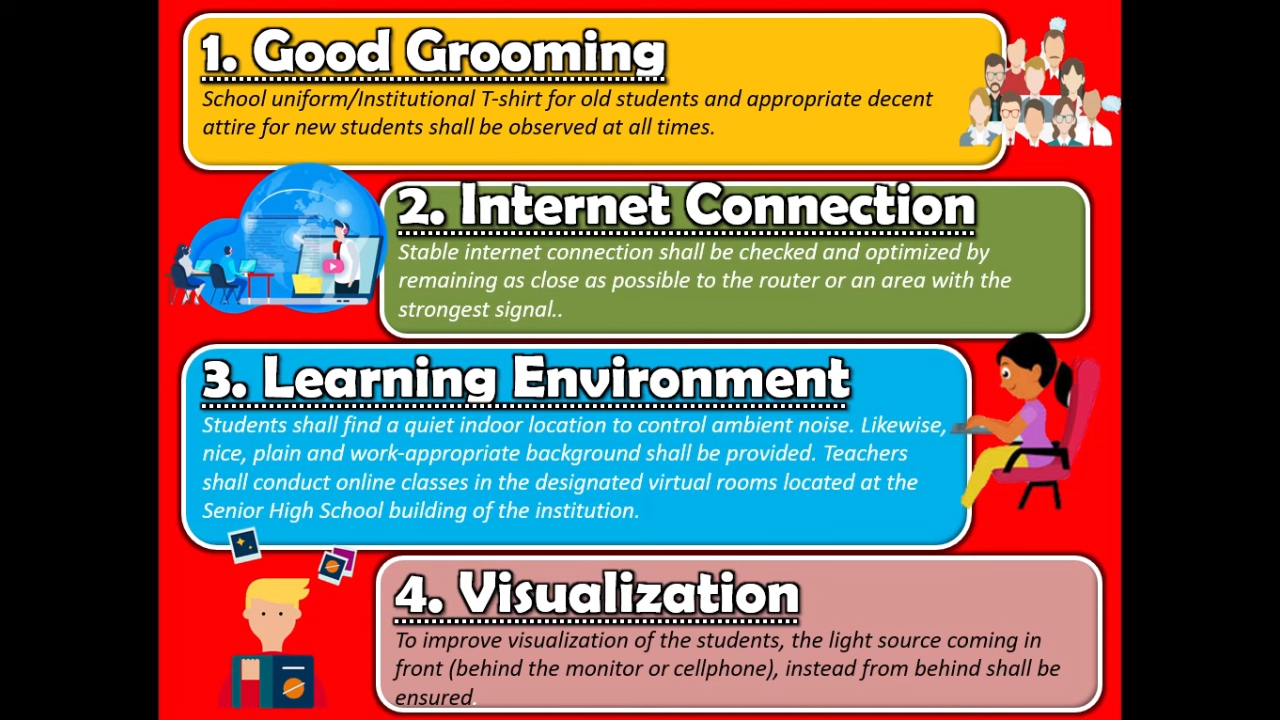 1. Good Grooming
School uniform/Institutional T-shirt for old students and appropriate decent
attire for new students shall be observed at all times.
2. Internet Connection
Stable internet connection shall be checked and optimized by
remaining as close as possible to the router or an area with the
strongest signal..
3. Learning Environment
Students shall find a quiet indoor location to control ambient noise. Likewise,
nice, plain and work-appropriate background shall be provided. Teachers
shall conduct online classes in the designated virtual rooms located at the
Senior High School building of the institution.
4. Visualization
To improve visualization of the students, the light source coming in
front (behind the monitor or cellphone), instead from behind shall be
ensured.